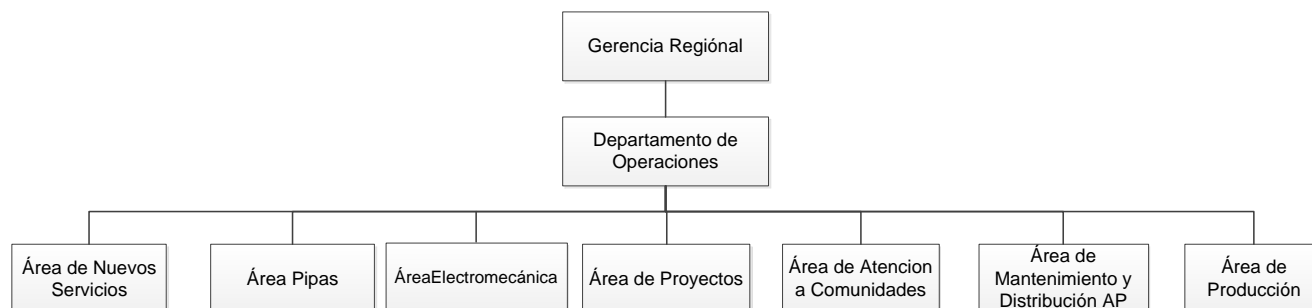 Gerencia Regiónal
Departamento de
Operaciones
Área de Nuevos
Servicios
Área Pipas
ÁreaElectromecánica
Área de Proyectos
Área de Atencion
a Comunidades
Área de
Mantenimiento y
Distribución AP
Área de
Producción